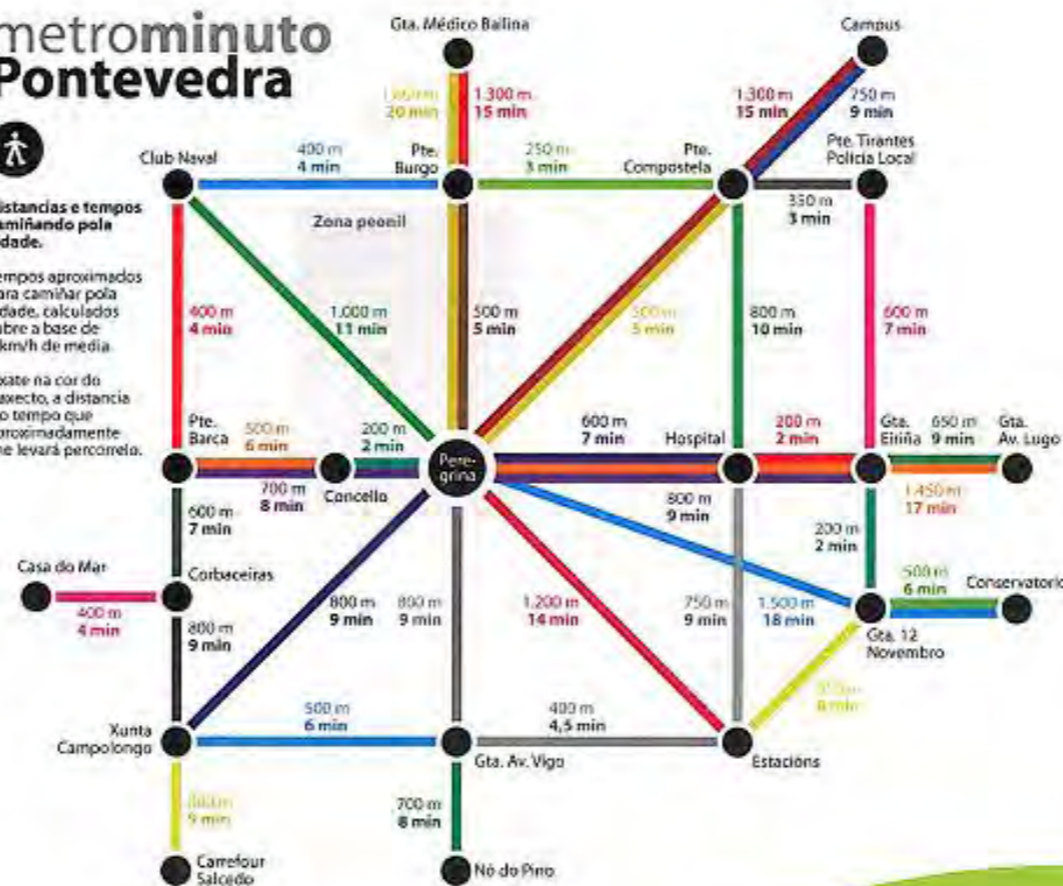 metrominuto
Pontevedra
istancias e tempos
amiñando pola
idade.
empos aproximados
ara camiñar pola
idade, calculados
bre a base de
km/h de media.
axecto, a distancia
o tempo que
proximadamente
e levará percorrelo.
Gta. Médico Bailina
20 min
1.300 m
15 min
Campus
1.300 m
15 min
750 m
9 min
Club Naval
400 m
4 min
Pte.
Burgo
250 m
3 min
Pte.
Compostela
Pte. Tirantes
Policía Local
350 m
3 min
Zona peonil
400 m
4 min
1.000 m
11 min
500 m
5 min
500 m
5 min
800 m
10 min
600 m
7 min
Pte.
Barca
500 m
6 min
200 m
2 min
Pere-
grina
600 m
7 min
Hospital
200 m
2 min
Gta.
Eiriña
650 m
9 min
Gta.
Av. Lugo
700 m
8 min
Concello
800 m
9 min
1.450 m
17 min
600 m
7 min
200 m
2 min
Casa do Mar
400 m
4 min
Corbaceiras
800 m
9 min
800 m
9 min
800 m
9 min
1.200 m
14 min
750 m
9 min
1.500 m
18 min
500 m
6 min
Conservatorio
Gta. 12
Novembro
Xunta
Campolongo
500 m
6 min
400 m
4,5 min
Gta. Av. Vigo
Estacións
9 min
700 m
8 min
Carrefour
Salcedo
Nó do Pino